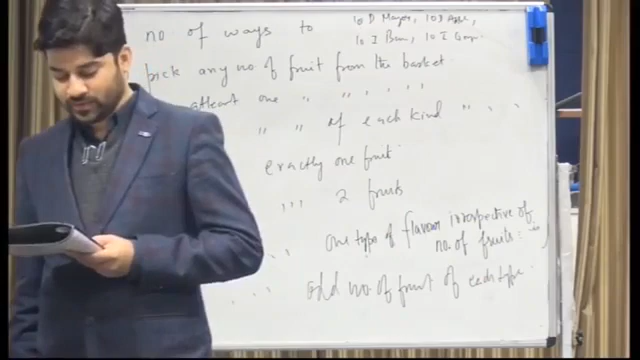 no of ways to 10 D Mango, 10 D Apple,
10 I Ban, 10 I Grap.
pick any no of fruit from the basket
atleast one " " " " " "
" " of each kind " " "
exactly one fruit
" " " 2 fruits
" " one type of flavour irrespective of
no. of fruits
" " " odd no. of fruit of each type.